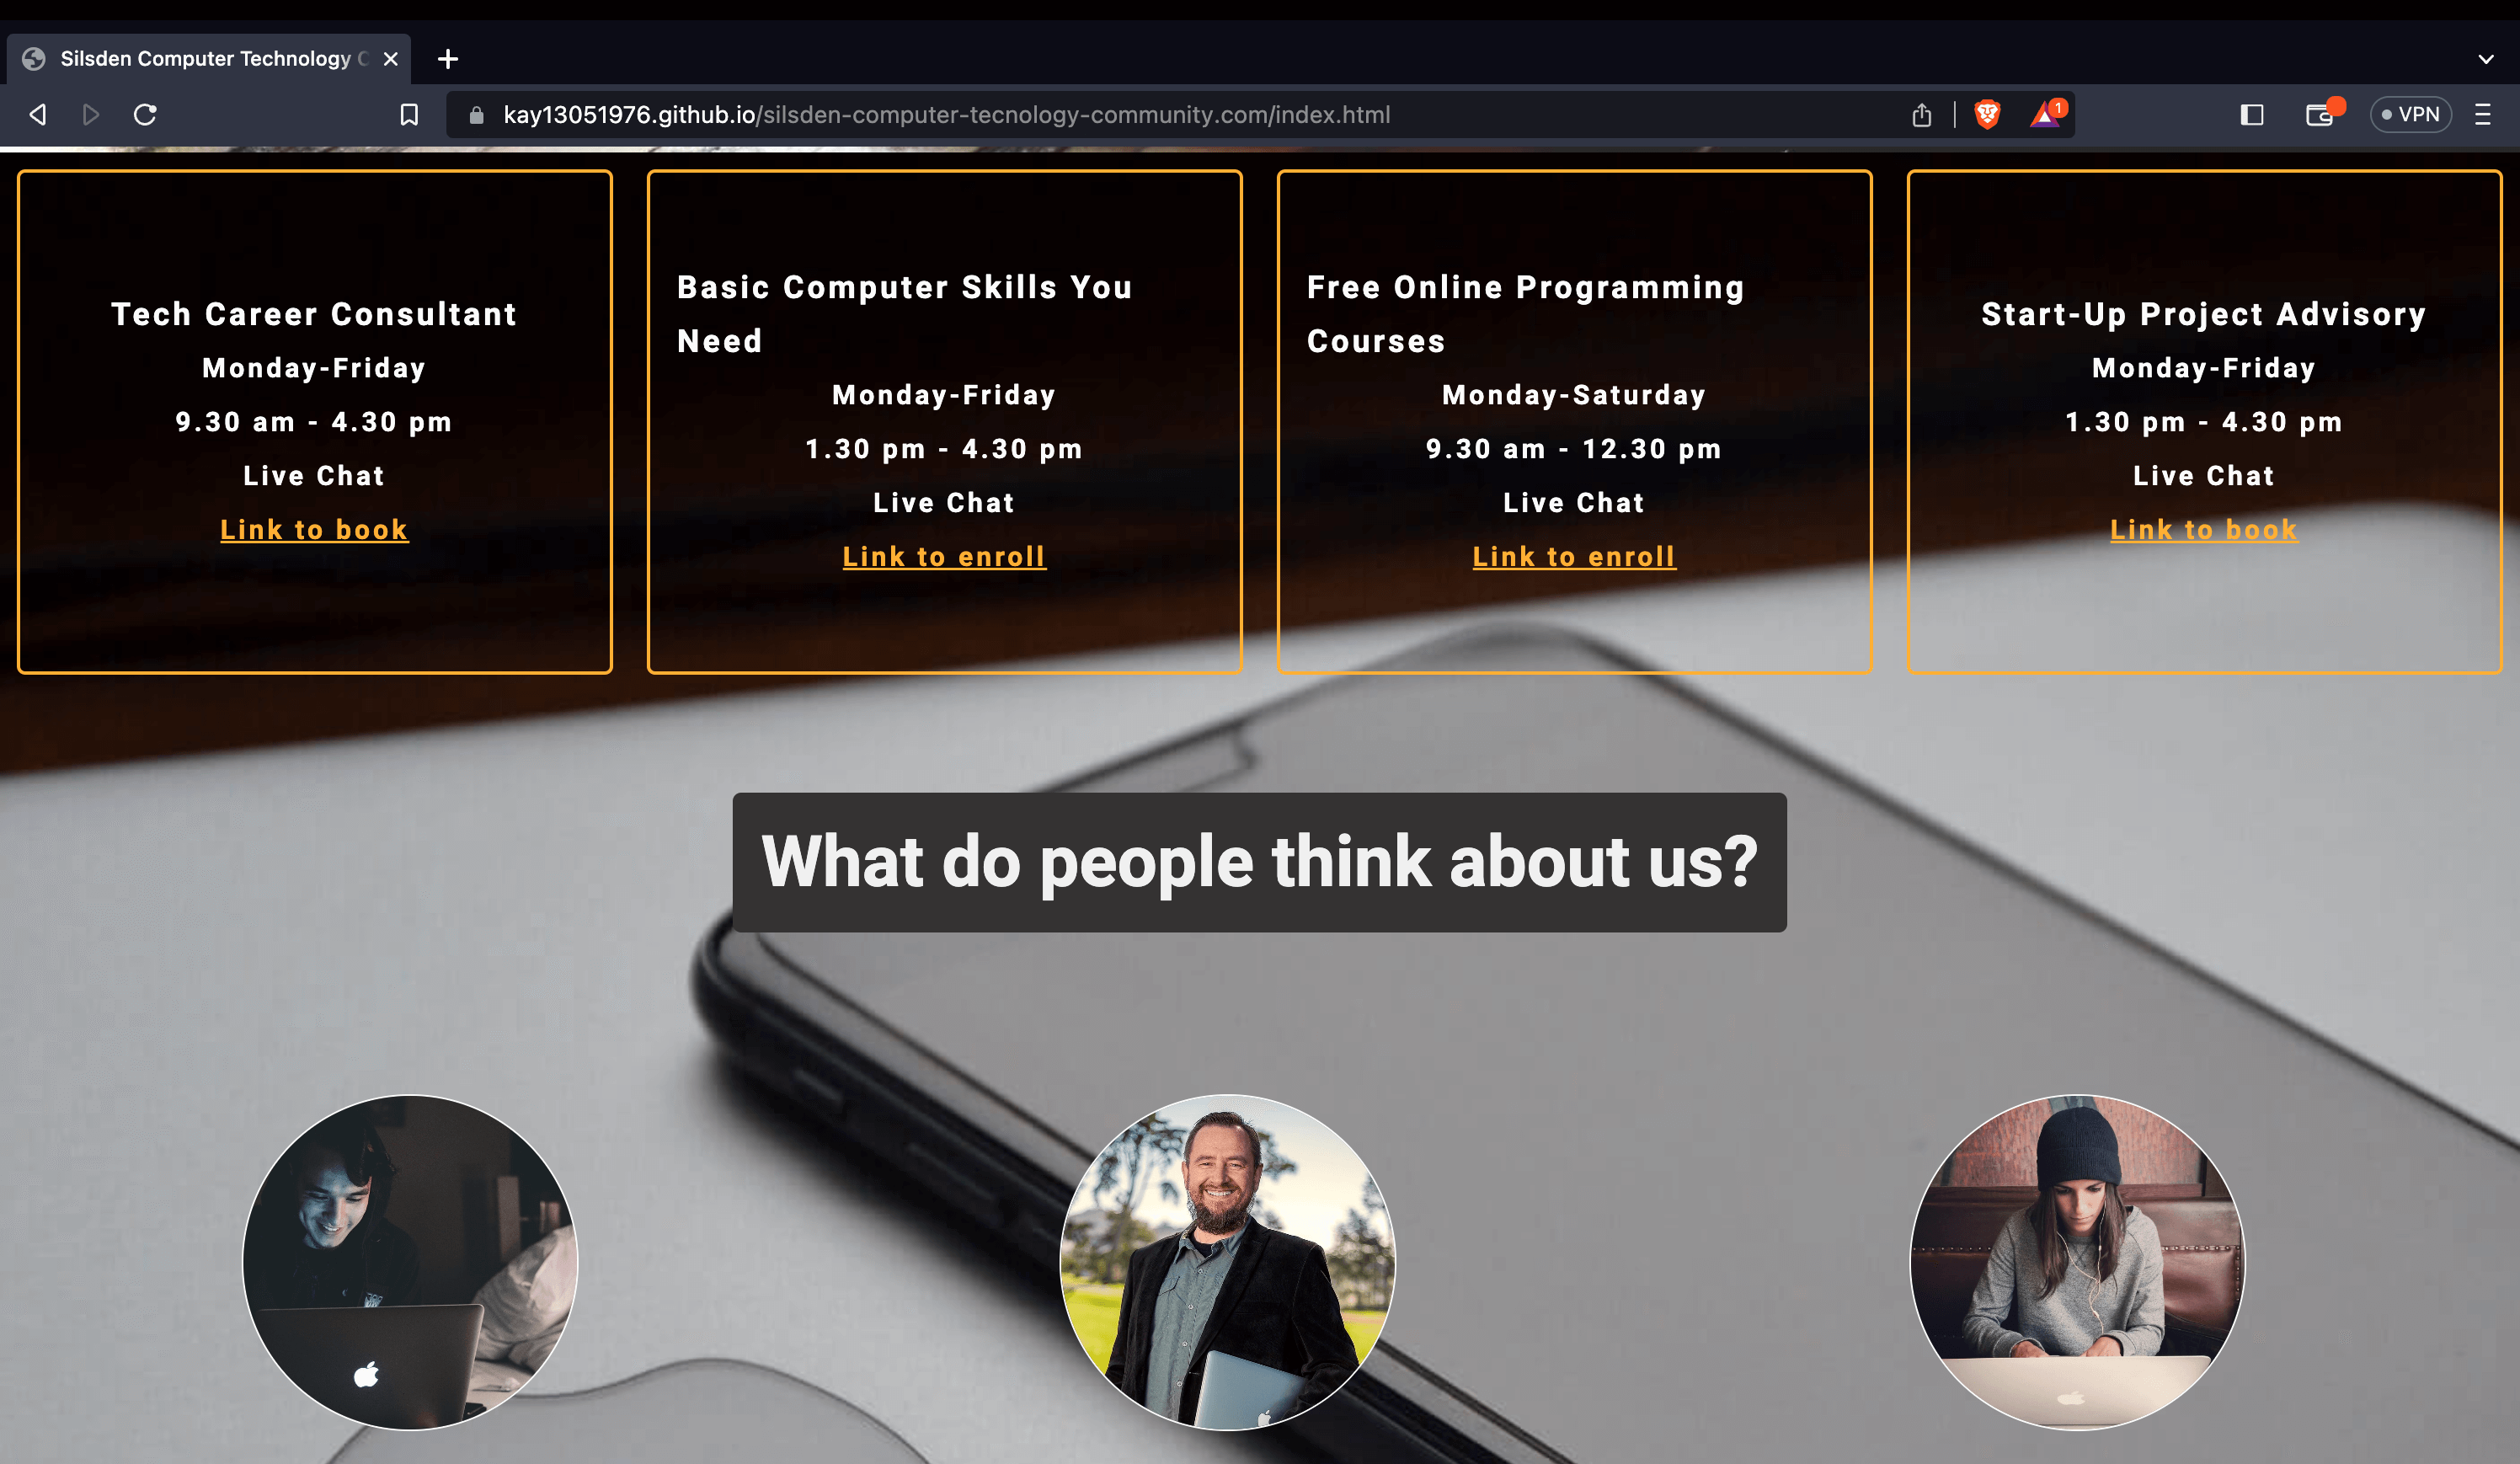 Silsden Computer Technology C
kay13051976.github.io/silsden-computer-tecnology-community.com/index.html
1
VPN
Tech Career Consultant
Monday-Friday
9.30 am - 4.30 pm
Live Chat
Link to book
Basic Computer Skills You
Need
Monday-Friday
1.30 pm - 4.30 pm
Live Chat
Link to enroll
Free Online Programming
Courses
Monday-Saturday
9.30 am - 12.30 pm
Live Chat
Link to enroll
Start-Up Project Advisory
Monday-Friday
1.30 pm - 4.30 pm
Live Chat
Link to book
What do people think about us?